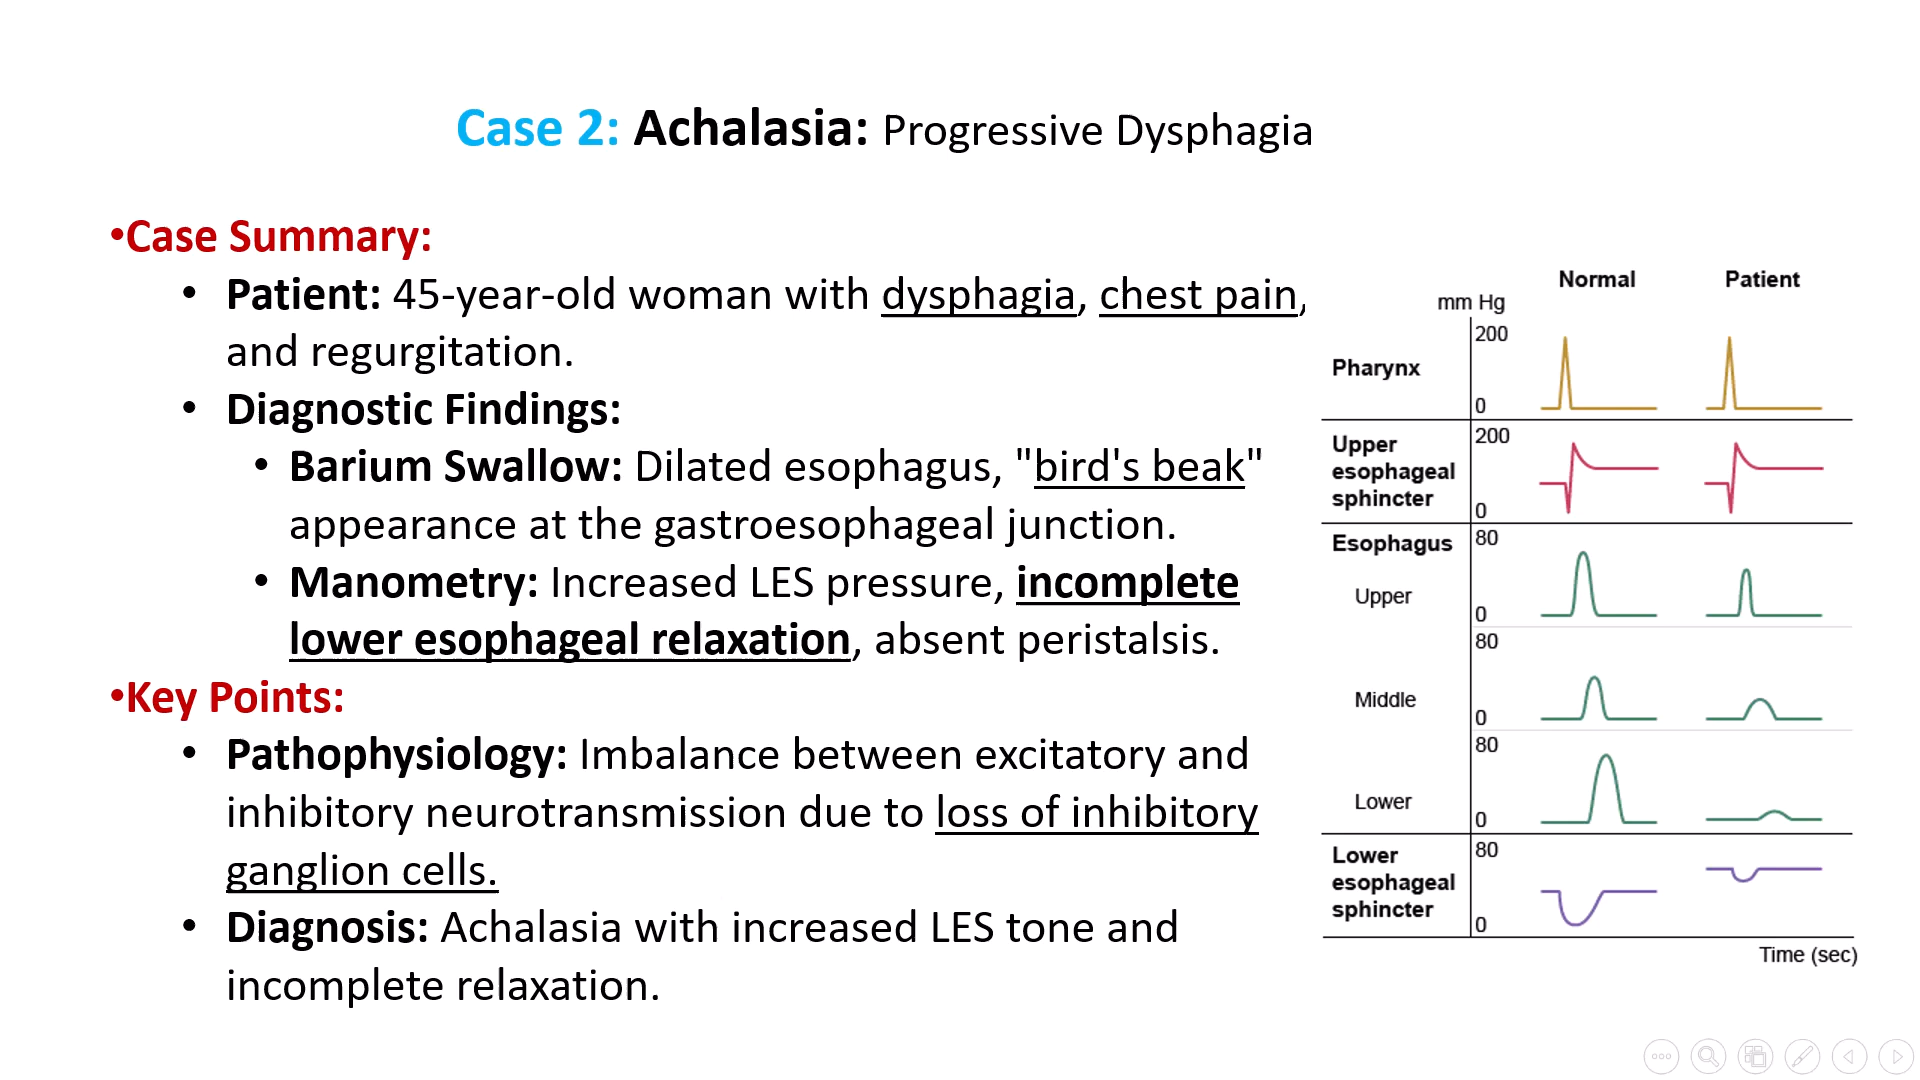 Case 2: Achalasia: Progressive Dysphagia
•Case Summary:
• Patient: 45-year-old woman with dysphagia, chest pain,
and regurgitation.
• Diagnostic Findings:
• Barium Swallow: Dilated esophagus, "bird's beak"
appearance at the gastroesophageal junction.
• Manometry: Increased LES pressure, incomplete
lower esophageal relaxation, absent peristalsis.
•Key Points:
• Pathophysiology: Imbalance between excitatory and
inhibitory neurotransmission due to loss of inhibitory
ganglion cells.
• Diagnosis: Achalasia with increased LES tone and
incomplete relaxation.
Normal Patient
mm Hg
200
Pharynx
0
200
Upper
esophageal
sphincter
0
Esophagus
80
Upper
0
80
Middle
0
80
Lower
0
80
Lower
esophageal
sphincter
0
Time (sec)